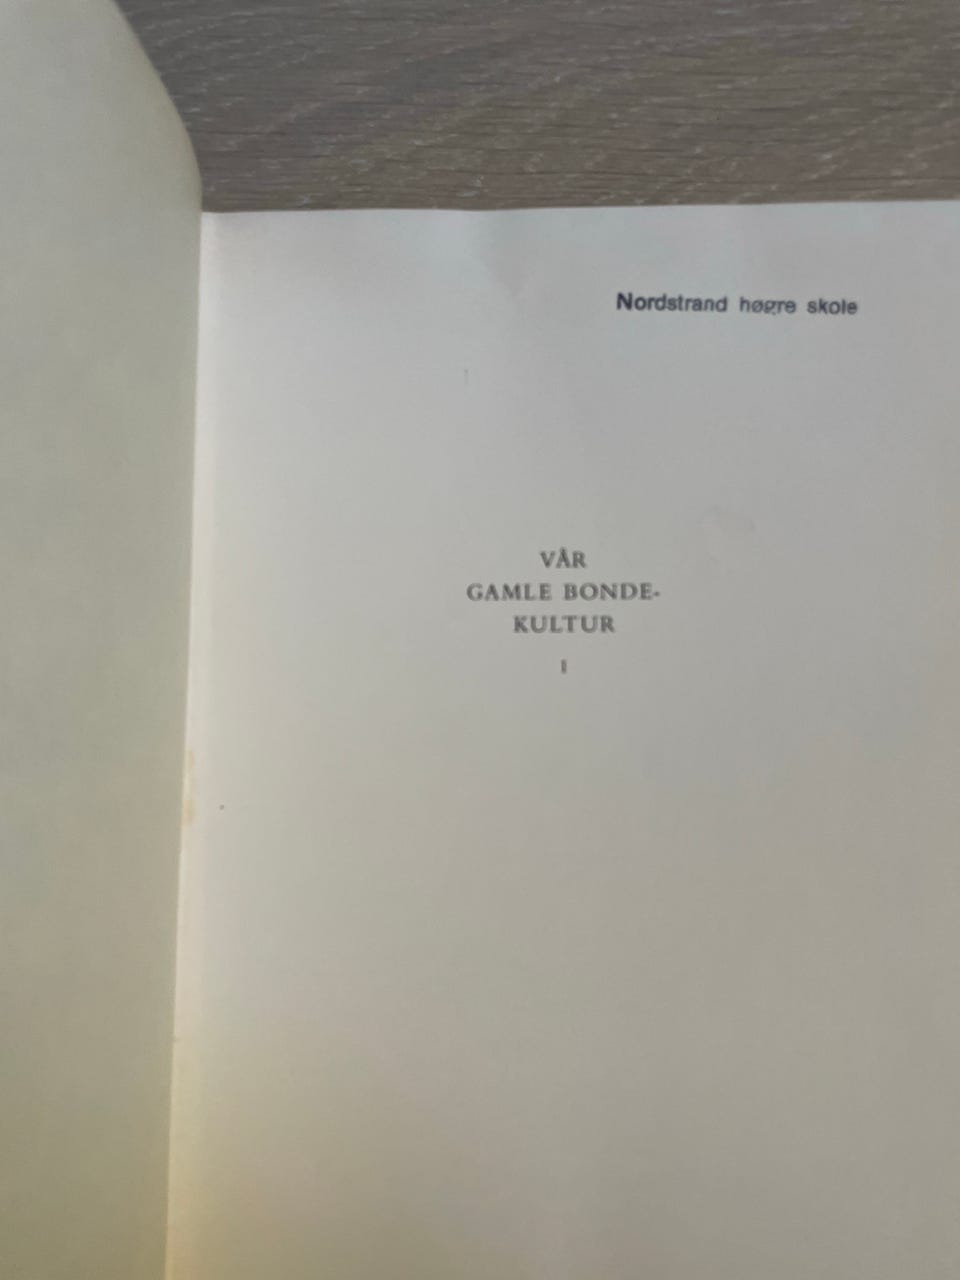 Nordstrand høgre skole
VÅR
GAMLE BONDE-
KULTUR
I